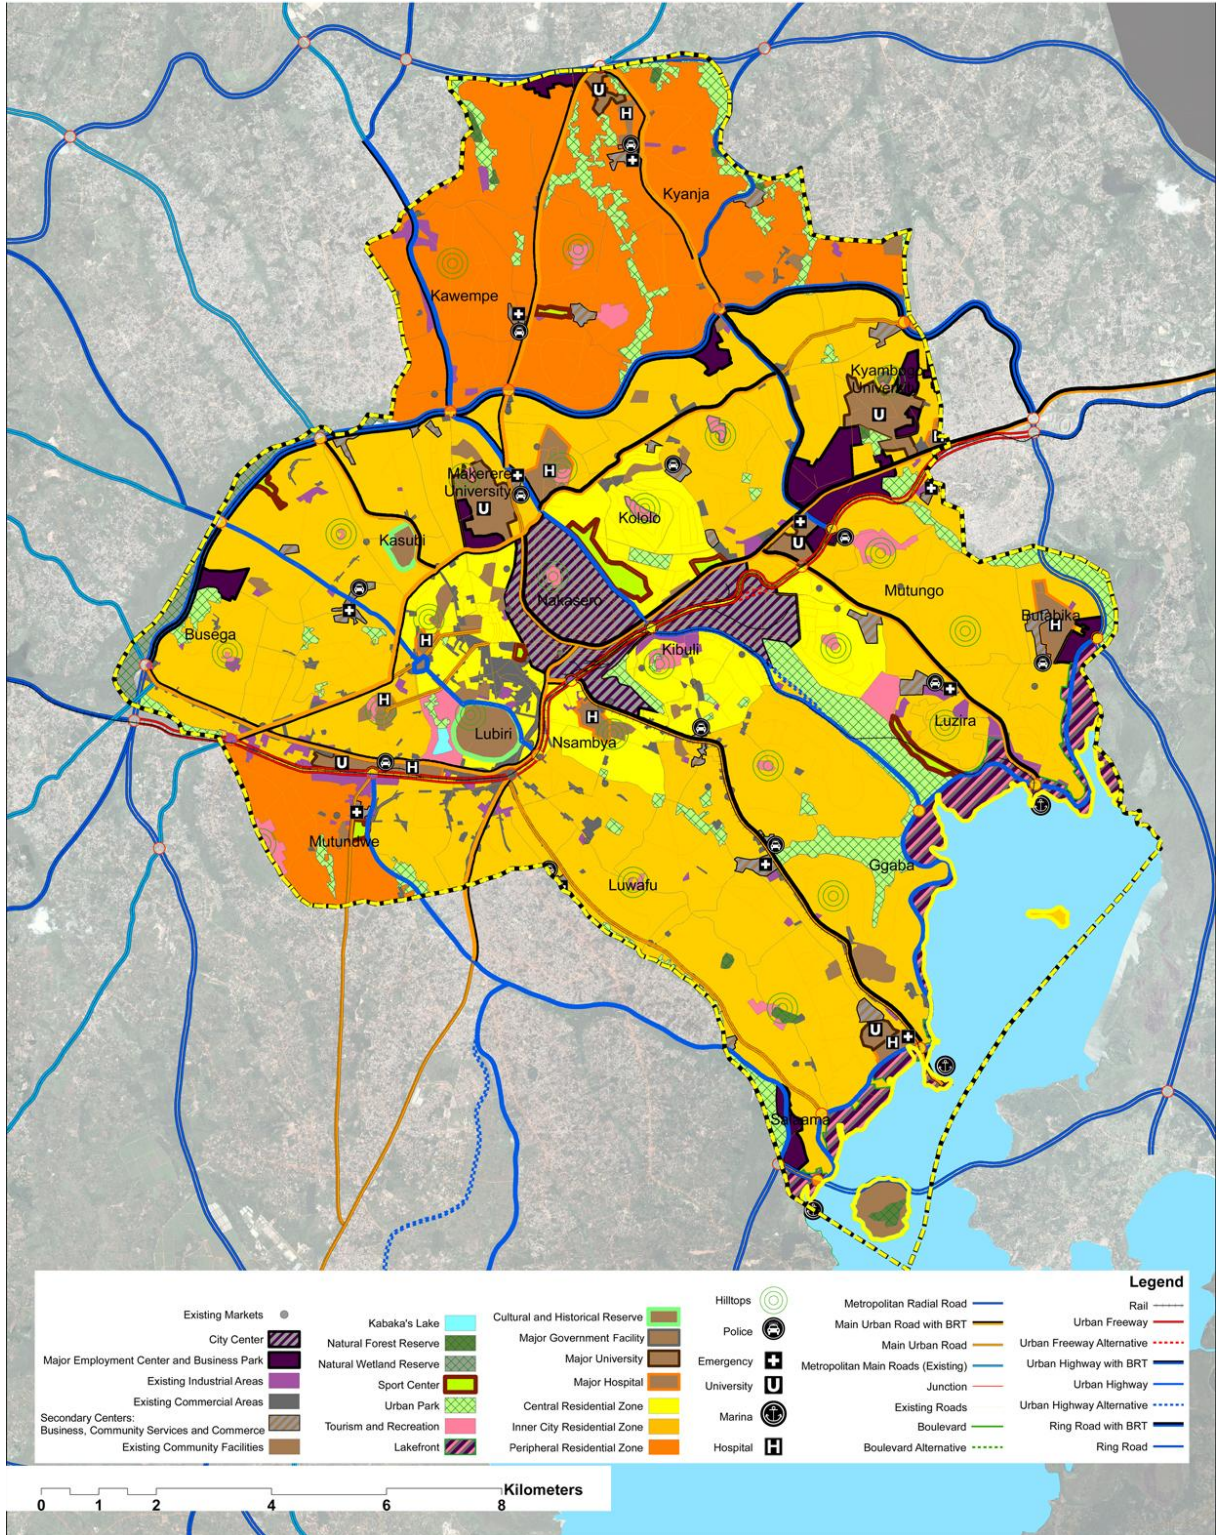 U
H
Kyanja
Kawempe
Kyambogo
U
H
Makerere
University
U
Kololo
Kasubi
U
Mutungo
Nakasero
Butabika
H
Busega
H
Kibuli
H
Luzira
Lubiri
H
Nsambya
U
H
Mutundwe
Ggaba
Luwafu
U
H
Salaama
Legend
Existing Markets
City Center
Major Employment Center and Business Park
Existing Industrial Areas
Existing Commercial Areas
Secondary Centers:
Business, Community Services and Commerce
Existing Community Facilities
Kabaka's Lake
Natural Forest Reserve
Natural Wetland Reserve
Sport Center
Urban Park
Tourism and Recreation
Lakefront
Cultural and Historical Reserve
Major Government Facility
Major University
Major Hospital
Central Residential Zone
Inner City Residential Zone
Peripheral Residential Zone
Hilltops
Police
Emergency
University
U
Marina
Hospital
H
Metropolitan Radial Road
Main Urban Road with BRT
Main Urban Road
Metropolitan Main Roads (Existing)
Junction
Existing Roads
Boulevard
Boulevard Alternative
Rail
Urban Freeway
Urban Freeway Alternative
Urban Highway with BRT
Urban Highway
Urban Highway Alternative
Ring Road with BRT
Ring Road
Kilometers
0 1 2 4 6 8